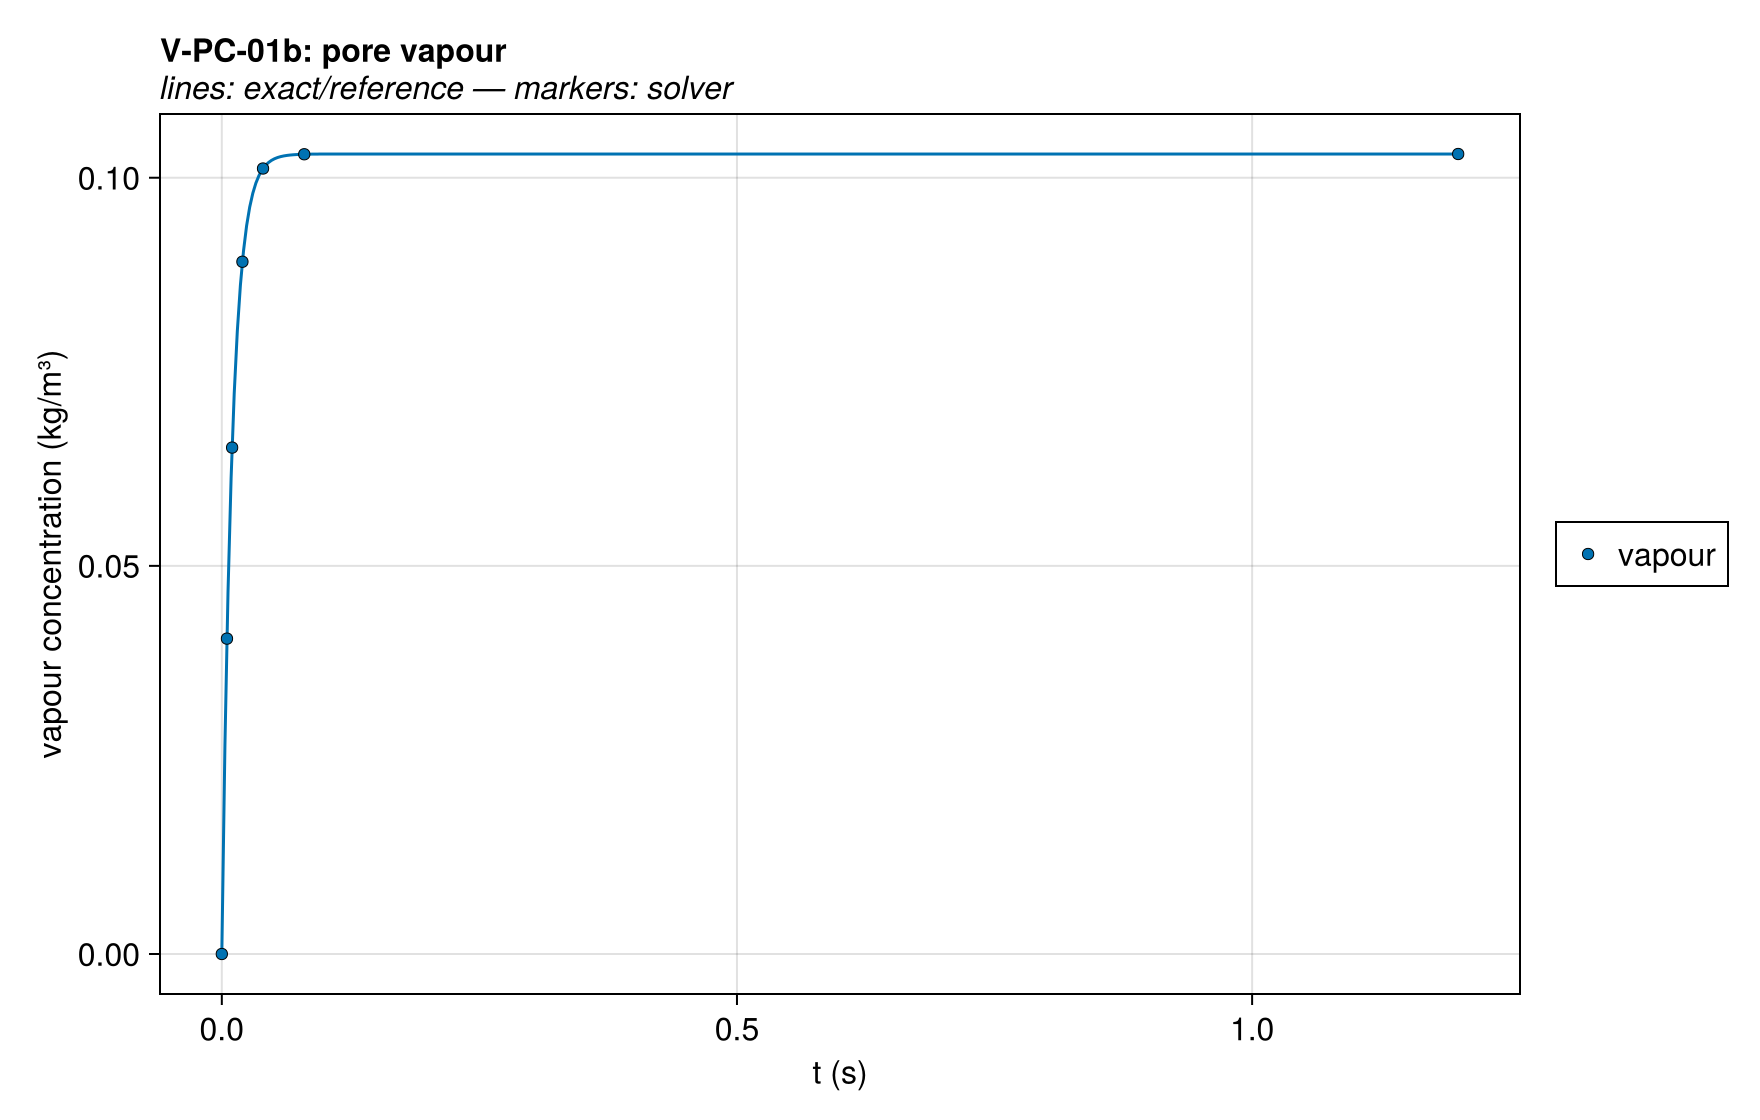 V-PC-01b: pore vapour
lines: exact/reference — markers: solver
vapour concentration (kg/m³)
0.10
0.05
0.00
0.0
0.5
1.0
t (s)
vapour